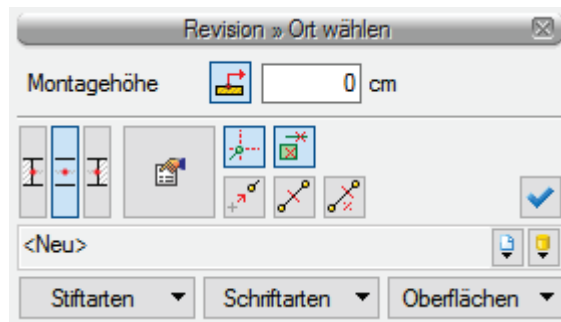 Revision » Ort wählen
Montagehöhe 0 cm
<Neu>
Stiftarten Schriftarten Oberflächen